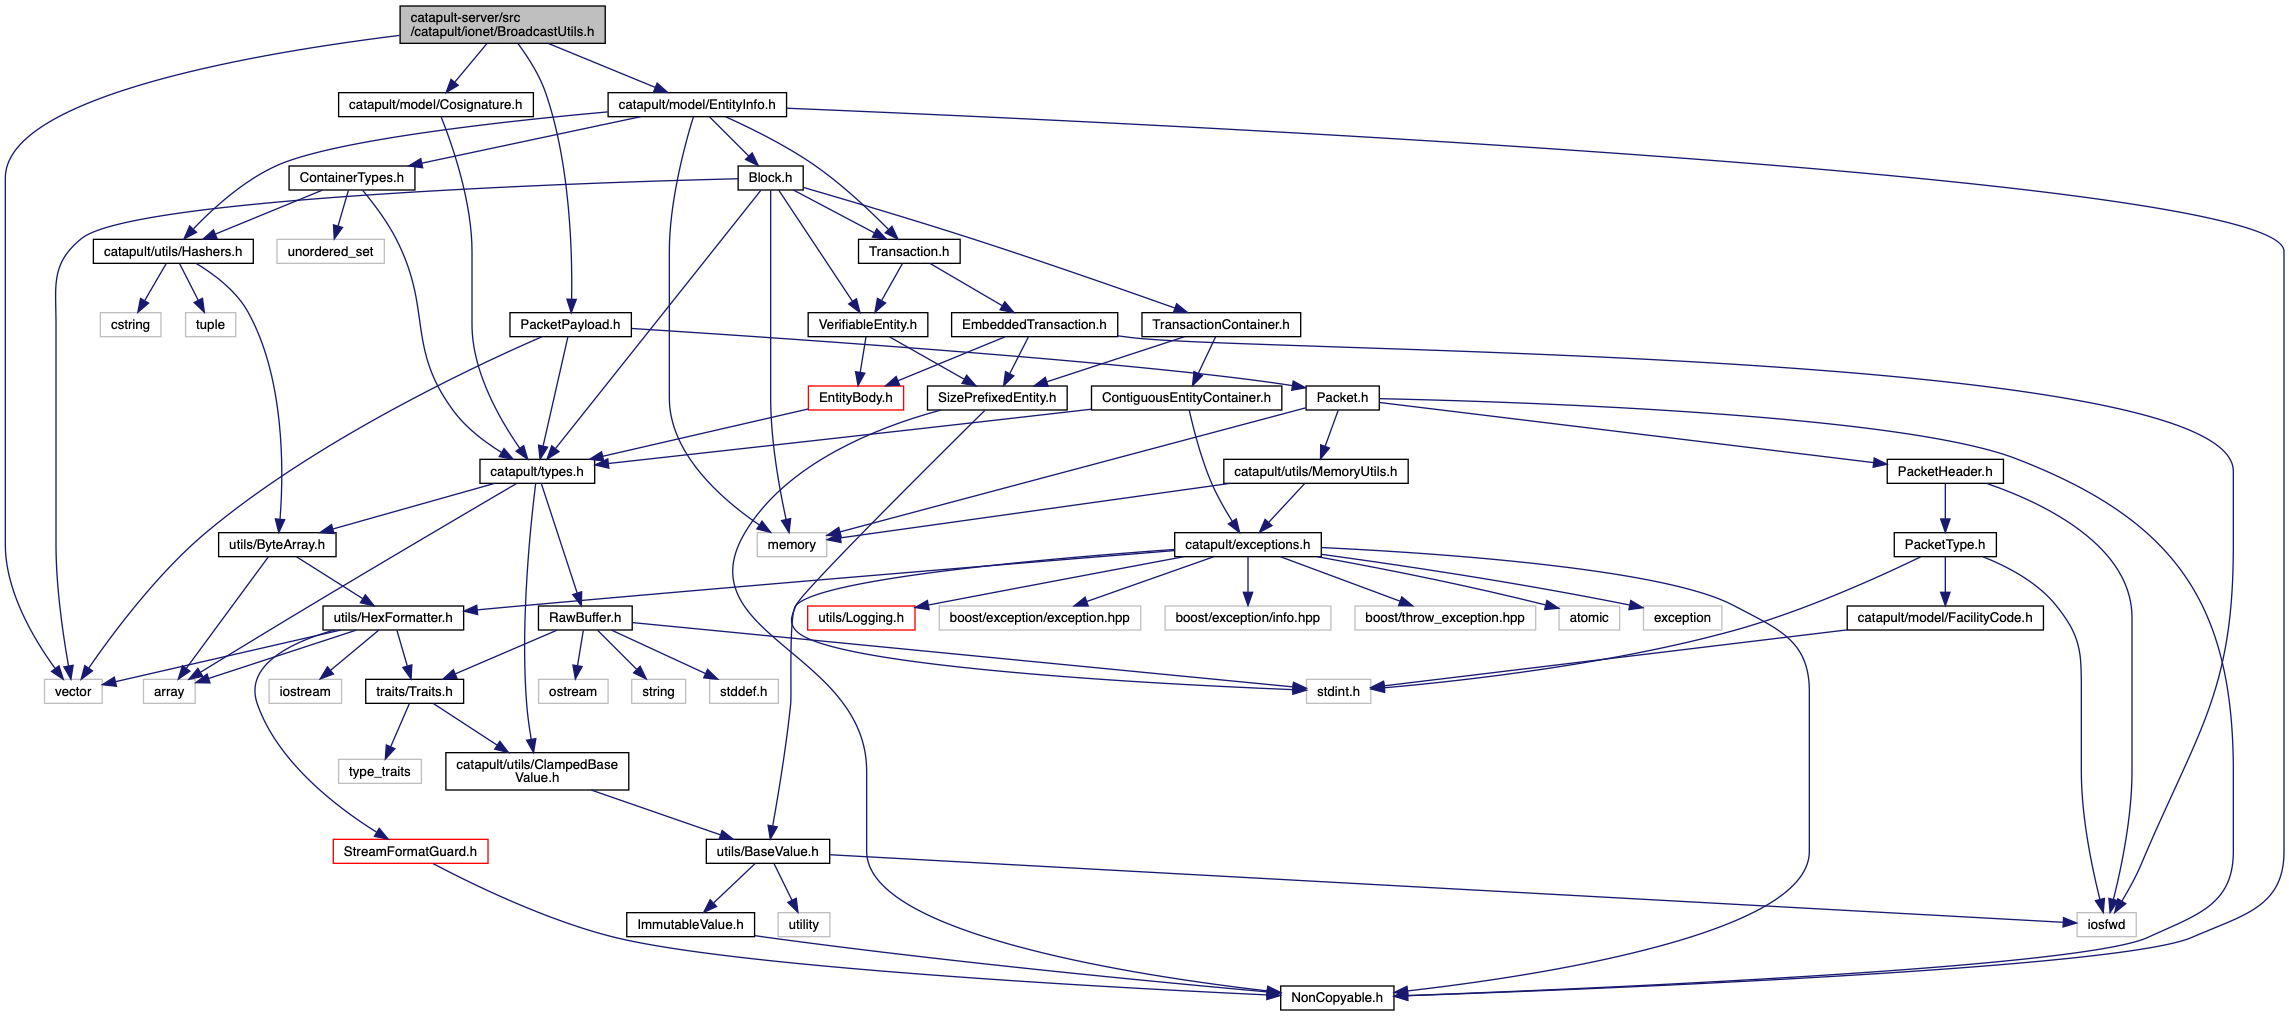 catapult-server/src
/catapult/ionet/BroadcastUtils.h
catapult/model/Cosignature.h
catapult/model/EntityInfo.h
ContainerTypes.h
Block.h
catapult/utils/Hashers.h
unordered_set
Transaction.h
cstring
tuple
PacketPayload.h
VerifiableEntity.h
EmbeddedTransaction.h
TransactionContainer.h
EntityBody.h
SizePrefixedEntity.h
ContiguousEntityContainer.h
Packet.h
catapult/types.h
catapult/utils/MemoryUtils.h
PacketHeader.h
utils/ByteArray.h
memory
catapult/exceptions.h
PacketType.h
utils/HexFormatter.h
RawBuffer.h
utils/Logging.h
boost/exception/exception.hpp
boost/exception/info.hpp
boost/throw_exception.hpp
atomic
exception
catapult/model/FacilityCode.h
vector
array
iostream
traits/Traits.h
ostream
string
stddef.h
stdint.h
type_traits
catapult/utils/ClampedBase
Value.h
StreamFormatGuard.h
utils/BaseValue.h
ImmutableValue.h
utility
iosfwd
NonCopyable.h